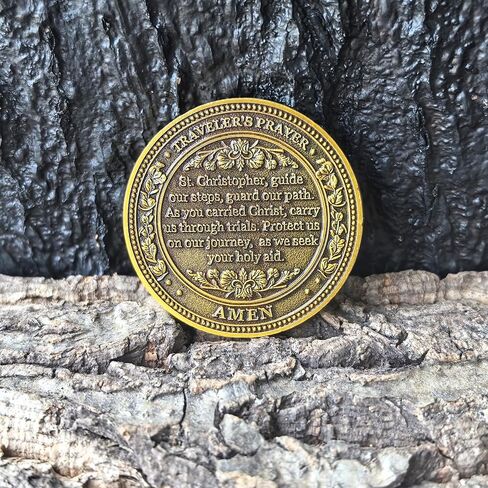 TRAVELER'S PRAYER
St. Christopher, guide
our steps, guard our path.
As you carried Christ, carry
us through trials. Protect us
on our journey, as we seek
your holy aid.
AMEN